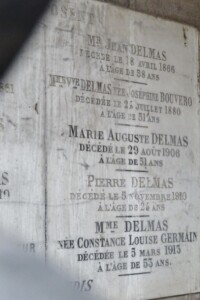 Mr JEAN DELMAS
DÉCÉDÉ LE 18 AVRIL 1866
À L'ÂGE DE 58 ANS
DELMAS NÉE JOSÉPHINE BOUVERO
DÉCÉDÉE LE 24 JUILLET 1880
À L'ÂGE DE 51 ANS
MARIE AUGUSTE DELMAS
DÉCÉDÉ LE 29 AOÛT 1906
À L'ÂGE DE 51 ANS
PIERRE DELMAS
DÉCÉDÉ LE 5 NOVEMBRE 1910
À L'ÂGE DE 24 ANS
MME DELMAS
NÉE CONSTANCE LOUISE GERMAIN
DÉCÉDÉE LE 5 MARS 1913
À L'ÂGE DE 53 ANS.